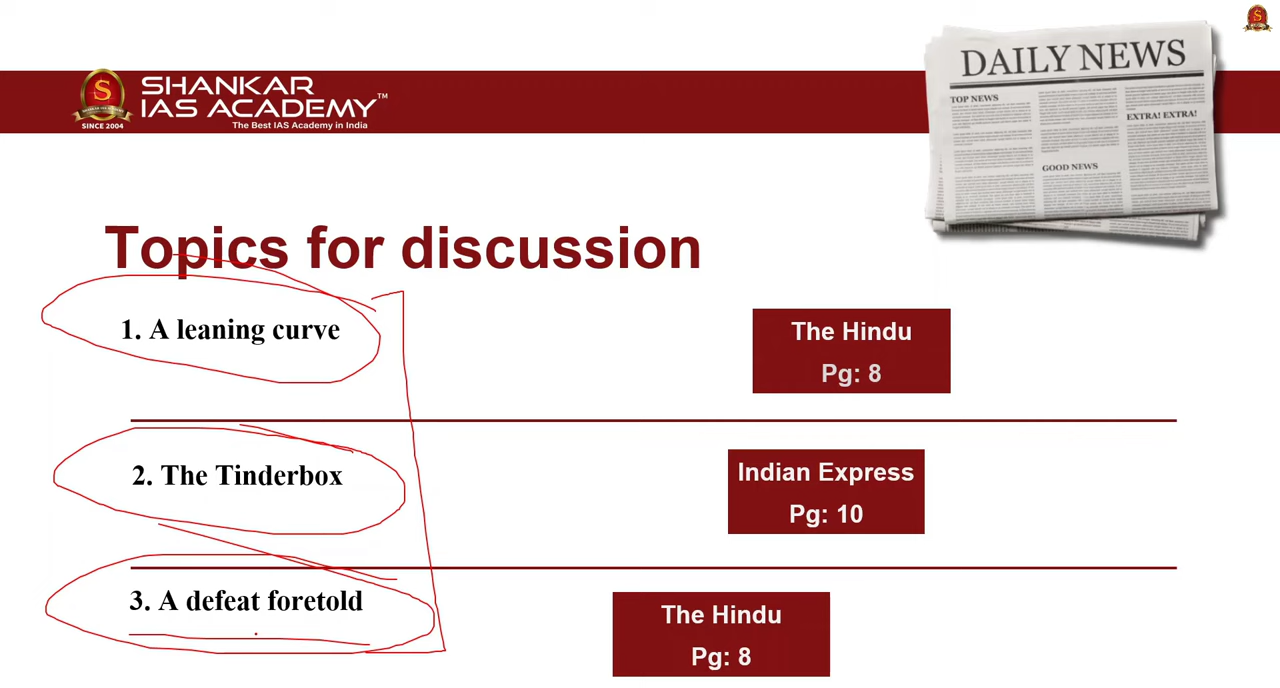 SHANKAR
IAS ACADEMY™
The Best IAS Academy in India
SINCE 2004
DAILY NEWS
TOP NEWS
EXTRA! EXTRA!
GOOD NEWS
Topics for discussion
1. A leaning curve
The Hindu
Pg: 8
2. The Tinderbox
Indian Express
Pg: 10
3. A defeat foretold
The Hindu
Pg: 8